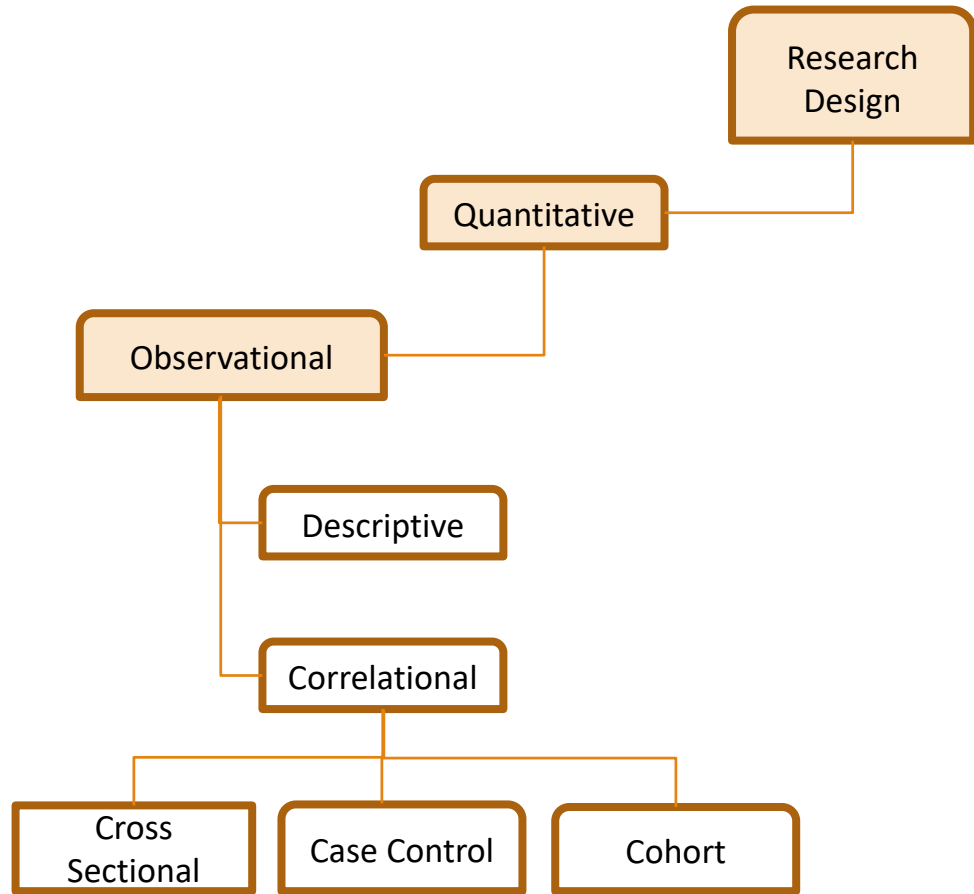 Research
Design
Quantitative
Observational
Descriptive
Correlational
Cross
Sectional
Case Control
Cohort